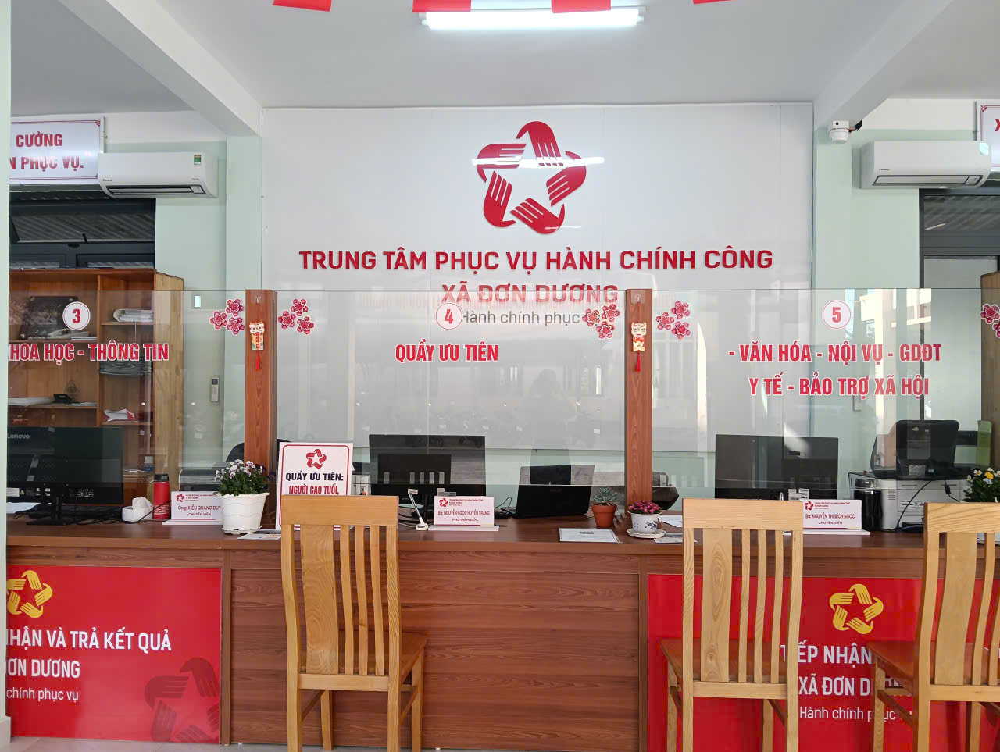 CƯỜNG
N PHỤC VỤ.
TRUNG TÂM PHỤC VỤ HÀNH CHÍNH CÔNG
XÃ ĐƠN DƯƠNG
Hành chính phục
3
HOA HỌC - THÔNG TIN
4
QUẦY ƯU TIÊN
5
- VĂN HÓA - NỘI VỤ - GDĐT
Y TẾ - BẢO TRỢ XÃ HỘI
Lenovo
QUẦY ƯU TIÊN:
NGƯỜI CAO TUỔI,
Ông: KIỀU QUANG DUY
CHUYÊN VIÊN
Bà: NGUYỄN NGỌC HUYỀN TRANG
PHÓ GIÁM ĐỐC
Bà: NGUYỄN THỊ BÍCH NGỌC
CHUYÊN VIÊN
NHẬN VÀ TRẢ KẾT QUẢ
ĐƠN DƯƠNG
chính phục vụ
TIẾP NHẬN
XÃ ĐƠN D
Hành chính phục v